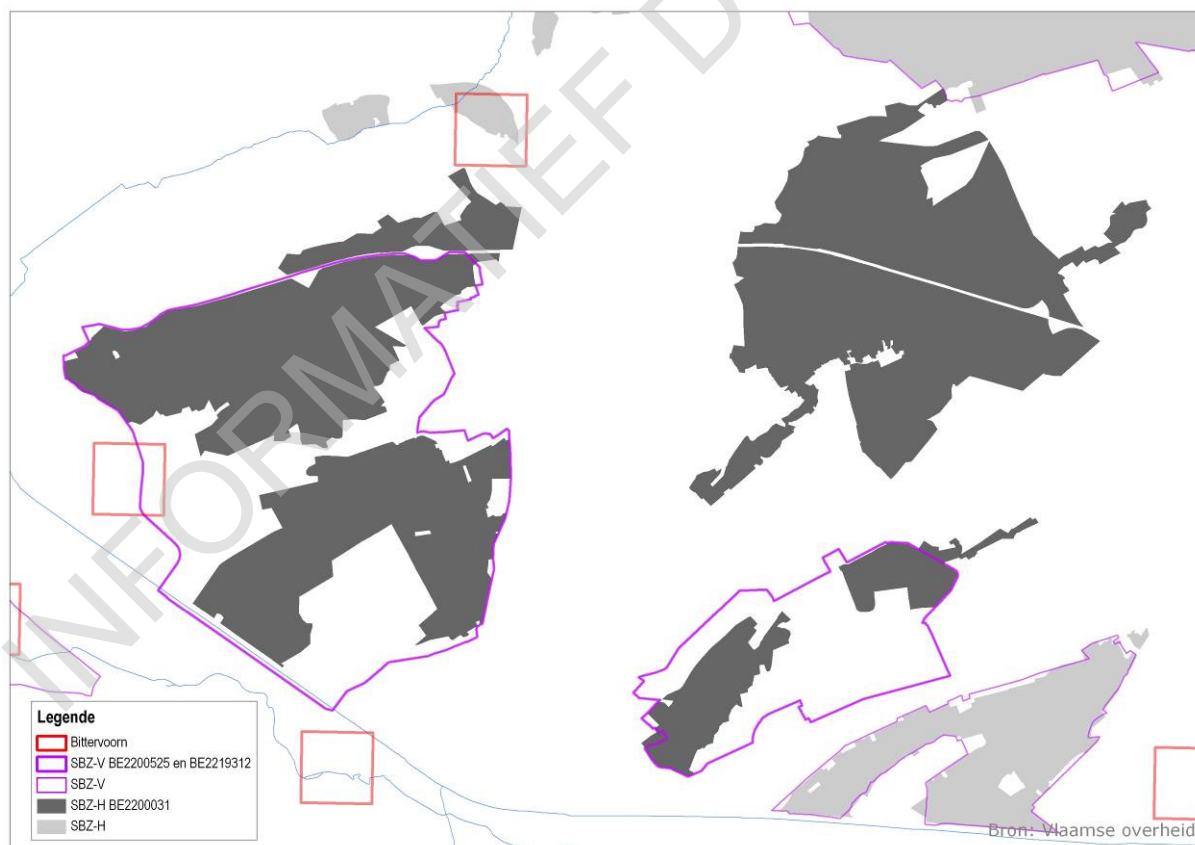 INFORMATIEF D
Legende
Bittervoorn
SBZ-V BE2200525 en BE2219312
SBZ-V
SBZ-H BE2200031
SBZ-H
Bron: Vlaamse overheid